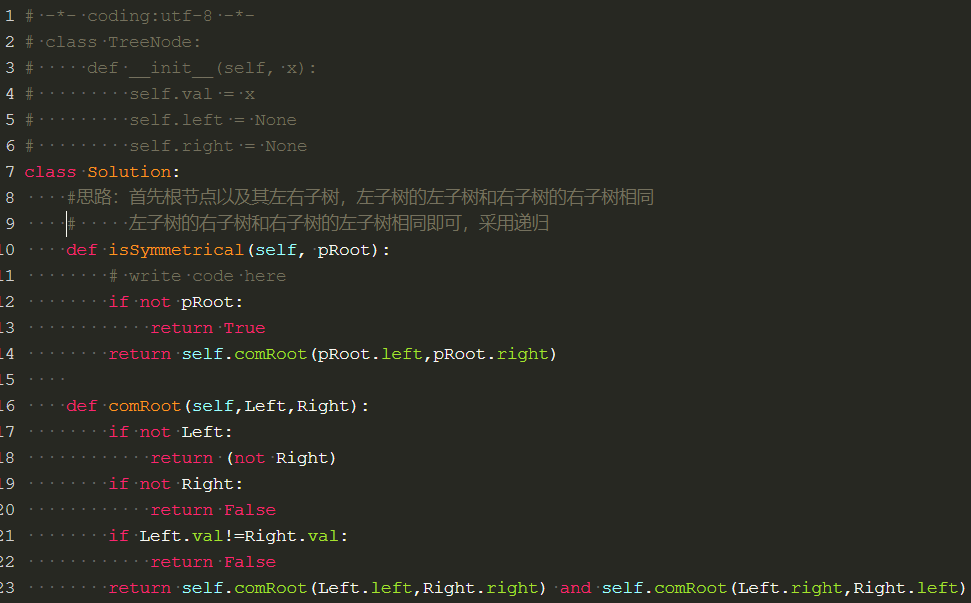 1 # -*- coding:utf-8 -*-
2 # class TreeNode:
3 #     def __init__(self, x):
4 #         self.val = x
5 #         self.left = None
6 #         self.right = None
7 class Solution:
8     #思路：首先根节点以及其左右子树，左子树的左子树和右子树的右子树相同
9     #     左子树的右子树和右子树的左子树相同即可，采用递归
10     def isSymmetrical(self, pRoot):
11         # write code here
12         if not pRoot:
13             return True
14         return self.comRoot(pRoot.left,pRoot.right)
15
16     def comRoot(self,Left,Right):
17         if not Left:
18             return (not Right)
19         if not Right:
20             return False
21         if Left.val!=Right.val:
22             return False
23         return self.comRoot(Left.left,Right.right) and self.comRoot(Left.right,Right.left)